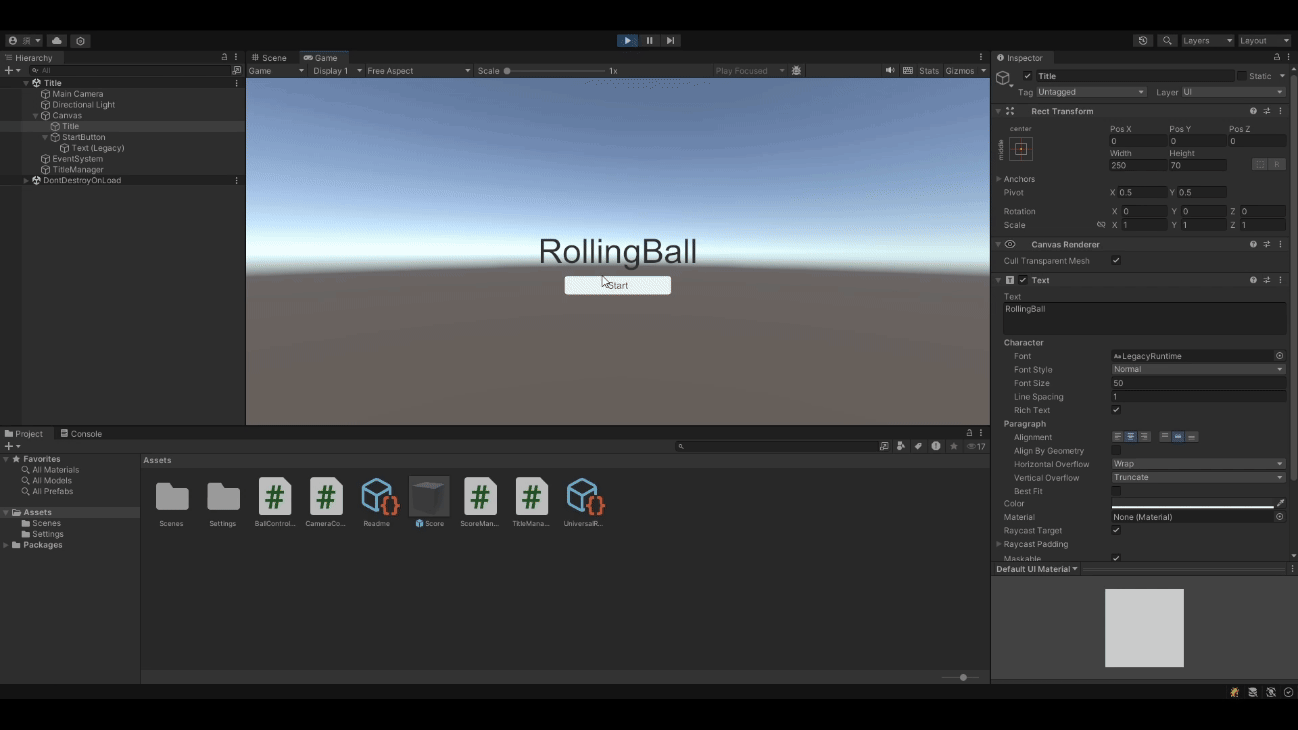 Hierarchy
Scene
Game
Layers
Layout
Inspector
All
Game
Display 1
Free Aspect
Scale
1x
Play Focused
Stats
Gizmos
Title
Main Camera
Directional Light
Canvas
Title
StartButton
Text (Legacy)
EventSystem
TitleManager
DontDestroyOnLoad
RollingBall
Start
Title
Static
Tag Untagged
Layer UI
Rect Transform
center
middle
Pos X
Pos Y
Pos Z
0
0
0
Width
Height
250
70
R
Anchors
Pivot
X 0.5
Y 0.5
Rotation
X 0
Y 0
Z 0
Scale
X 1
Y 1
Z 1
Canvas Renderer
Cull Transparent Mesh
Text
Text
RollingBall
Character
Font
LegacyRuntime
Font Style
Normal
Font Size
50
Line Spacing
1
Rich Text
Paragraph
Alignment
Align By Geometry
Horizontal Overflow
Wrap
Vertical Overflow
Truncate
Best Fit
Color
Material
None (Material)
Raycast Target
Raycast Padding
Maskable
Default UI Material
Project
Console
17
Favorites
All Materials
All Models
All Prefabs
Assets
Scenes
Settings
Packages
Assets
Scenes
Settings
BallControl...
CameraCo...
Readme
Score
ScoreMan...
TitleMana...
UniversalR...